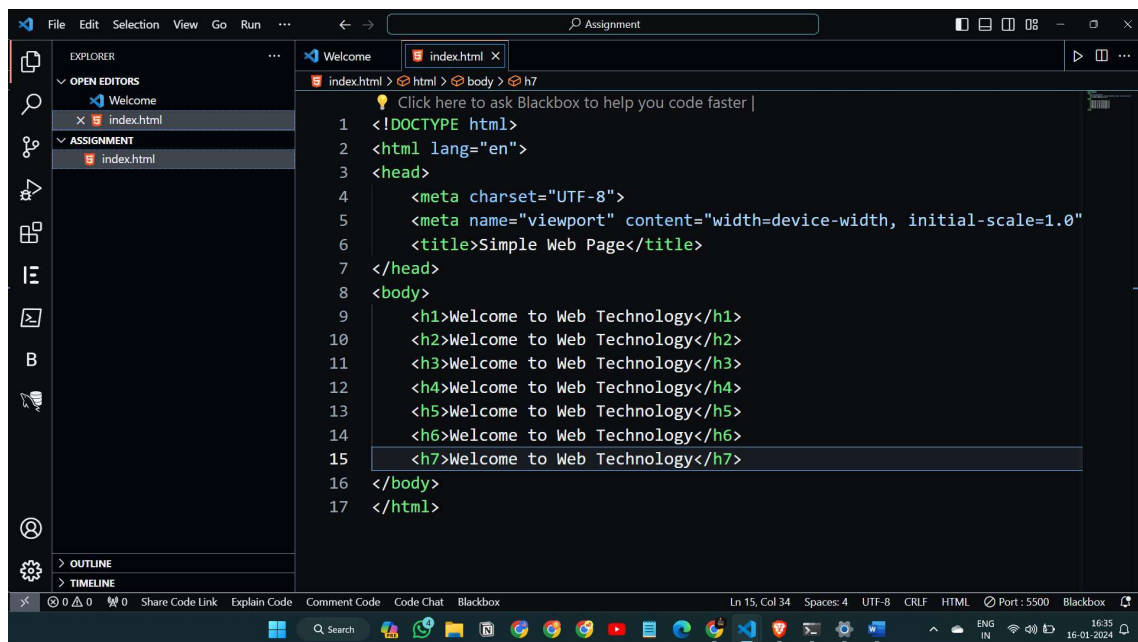 File Edit Selection View Go Run ··· Assignment
EXPLORER ···
OPEN EDITORS
Welcome
index.html
ASSIGNMENT
index.html
OUTLINE
TIMELINE
Welcome index.html
index.html > html > body > h7
Click here to ask Blackbox to help you code faster |
1 <!DOCTYPE html>
2 <html lang="en">
3 <head>
4 <meta charset="UTF-8">
5 <meta name="viewport" content="width=device-width, initial-scale=1.0"
6 <title>Simple Web Page</title>
7 </head>
8 <body>
9 <h1>Welcome to Web Technology</h1>
10 <h2>Welcome to Web Technology</h2>
11 <h3>Welcome to Web Technology</h3>
12 <h4>Welcome to Web Technology</h4>
13 <h5>Welcome to Web Technology</h5>
14 <h6>Welcome to Web Technology</h6>
15 <h7>Welcome to Web Technology</h7>
16 </body>
17 </html>
0 0 0 Share Code Link Explain Code Comment Code Code Chat Blackbox Ln 15, Col 34 Spaces: 4 UTF-8 CRLF HTML Port : 5500 Blackbox
Search ENG 16:35
IN 16-01-2024